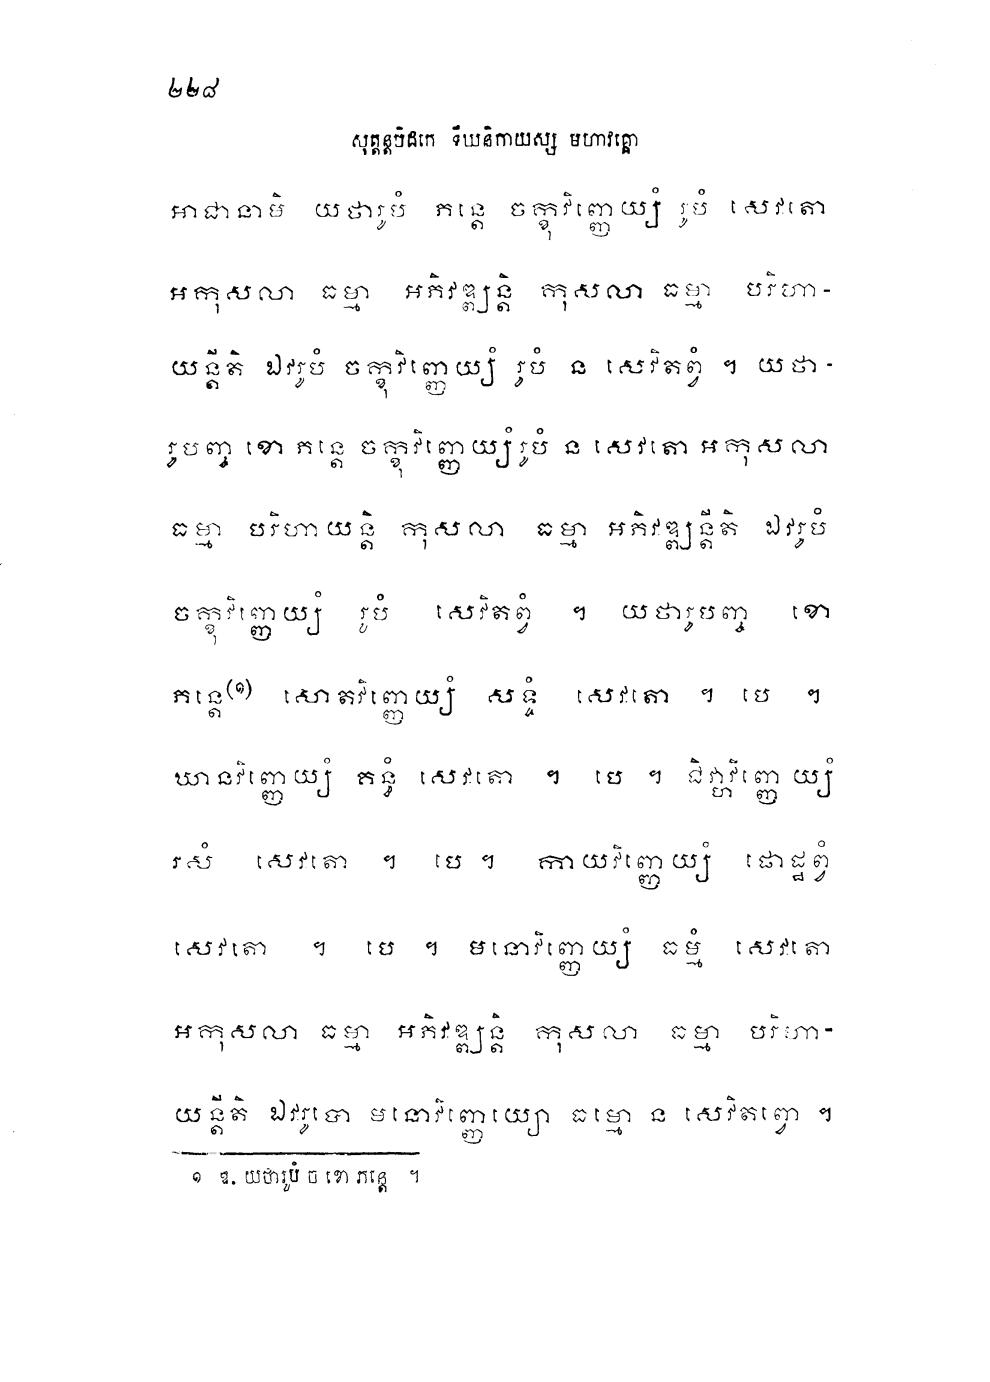 ២២៨
សុត្តន្តបិដកេ ទីឃនិកាយស្ស មហាវគ្គោ
អាជានាមិ យថារូបំ ភន្តេ ចក្ខុវិញ្ញេយ្យំ រូបំ សេវតោ
អកុសលា ធម្មា អភិវឌ្ឍន្តិ កុសលា ធម្មា បរិហា-
យន្តីតិ ឯវរូបំ ចក្ខុវិញ្ញេយ្យំ រូបំ ន សេវិតព្វំ ។ យថា-
រូបញ្ច ខោ ភន្តេ ចក្ខុវិញ្ញេយ្យំ រូបំ ន សេវតោ អកុសលា
ធម្មា បរិហាយន្តិ កុសលា ធម្មា អភិវឌ្ឍន្តីតិ ឯវរូបំ
ចក្ខុវិញ្ញេយ្យំ រូបំ សេវិតព្វំ ។ យថារូបញ្ច ខោ
ភន្តេ(១) សោតវិញ្ញេយ្យំ សទ្ទំ សេវតោ ។ បេ ។
ឃានវិញ្ញេយ្យំ គន្ធំ សេវតោ ។ បេ ។ ជិវ្ហាវិញ្ញេយ្យំ
រសំ សេវតោ ។ បេ ។ កាយវិញ្ញេយ្យំ ផោដ្ឋព្វំ
សេវតោ ។ បេ ។ មនោវិញ្ញេយ្យំ ធម្មំ សេវតោ
អកុសលា ធម្មា អភិវឌ្ឍន្តិ កុសលា ធម្មា បរិហា-
យន្តីតិ ឯវរូបោ មនោវិញ្ញេយ្យោ ធម្មោ ន សេវិតព្វោ ។
១ ឱ. យថារូបំ ច ខោ ភន្តេ ។